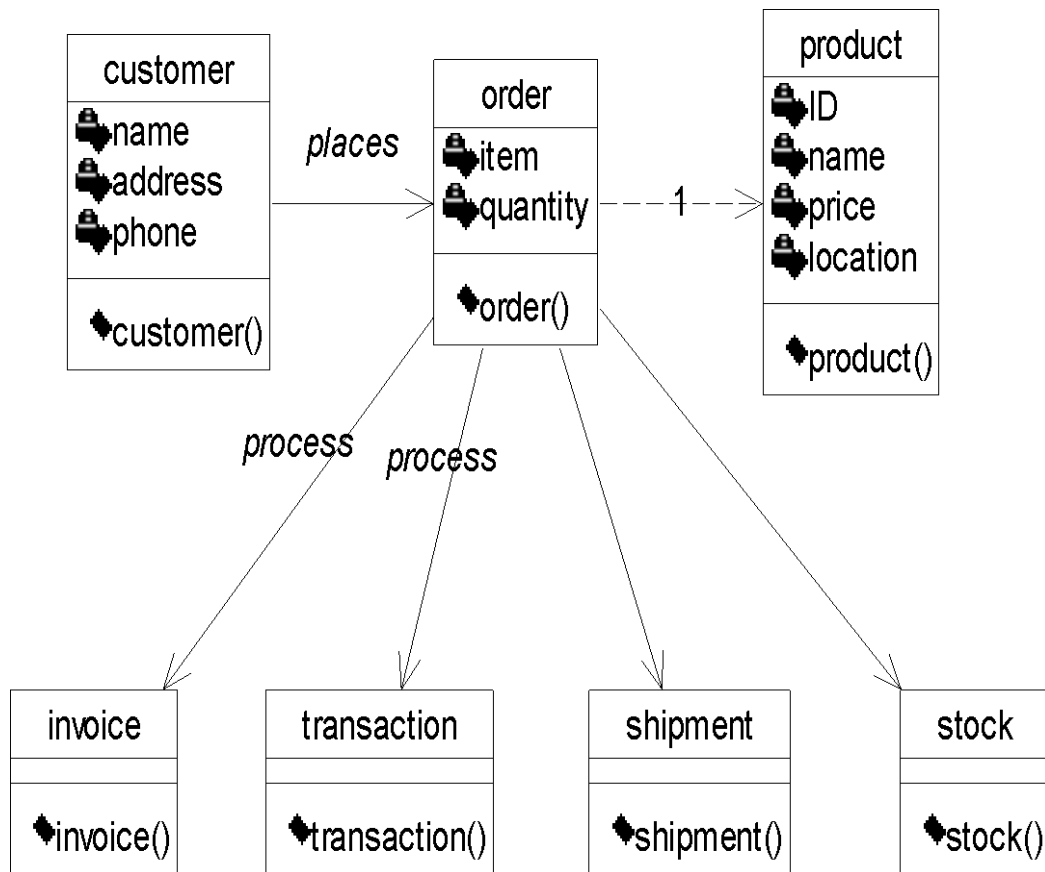 customer
name
address
phone
customer()
places
order
item
quantity
order()
1
product
ID
name
price
location
product()
process
process
invoice
invoice()
transaction
transaction()
shipment
shipment()
stock
stock()